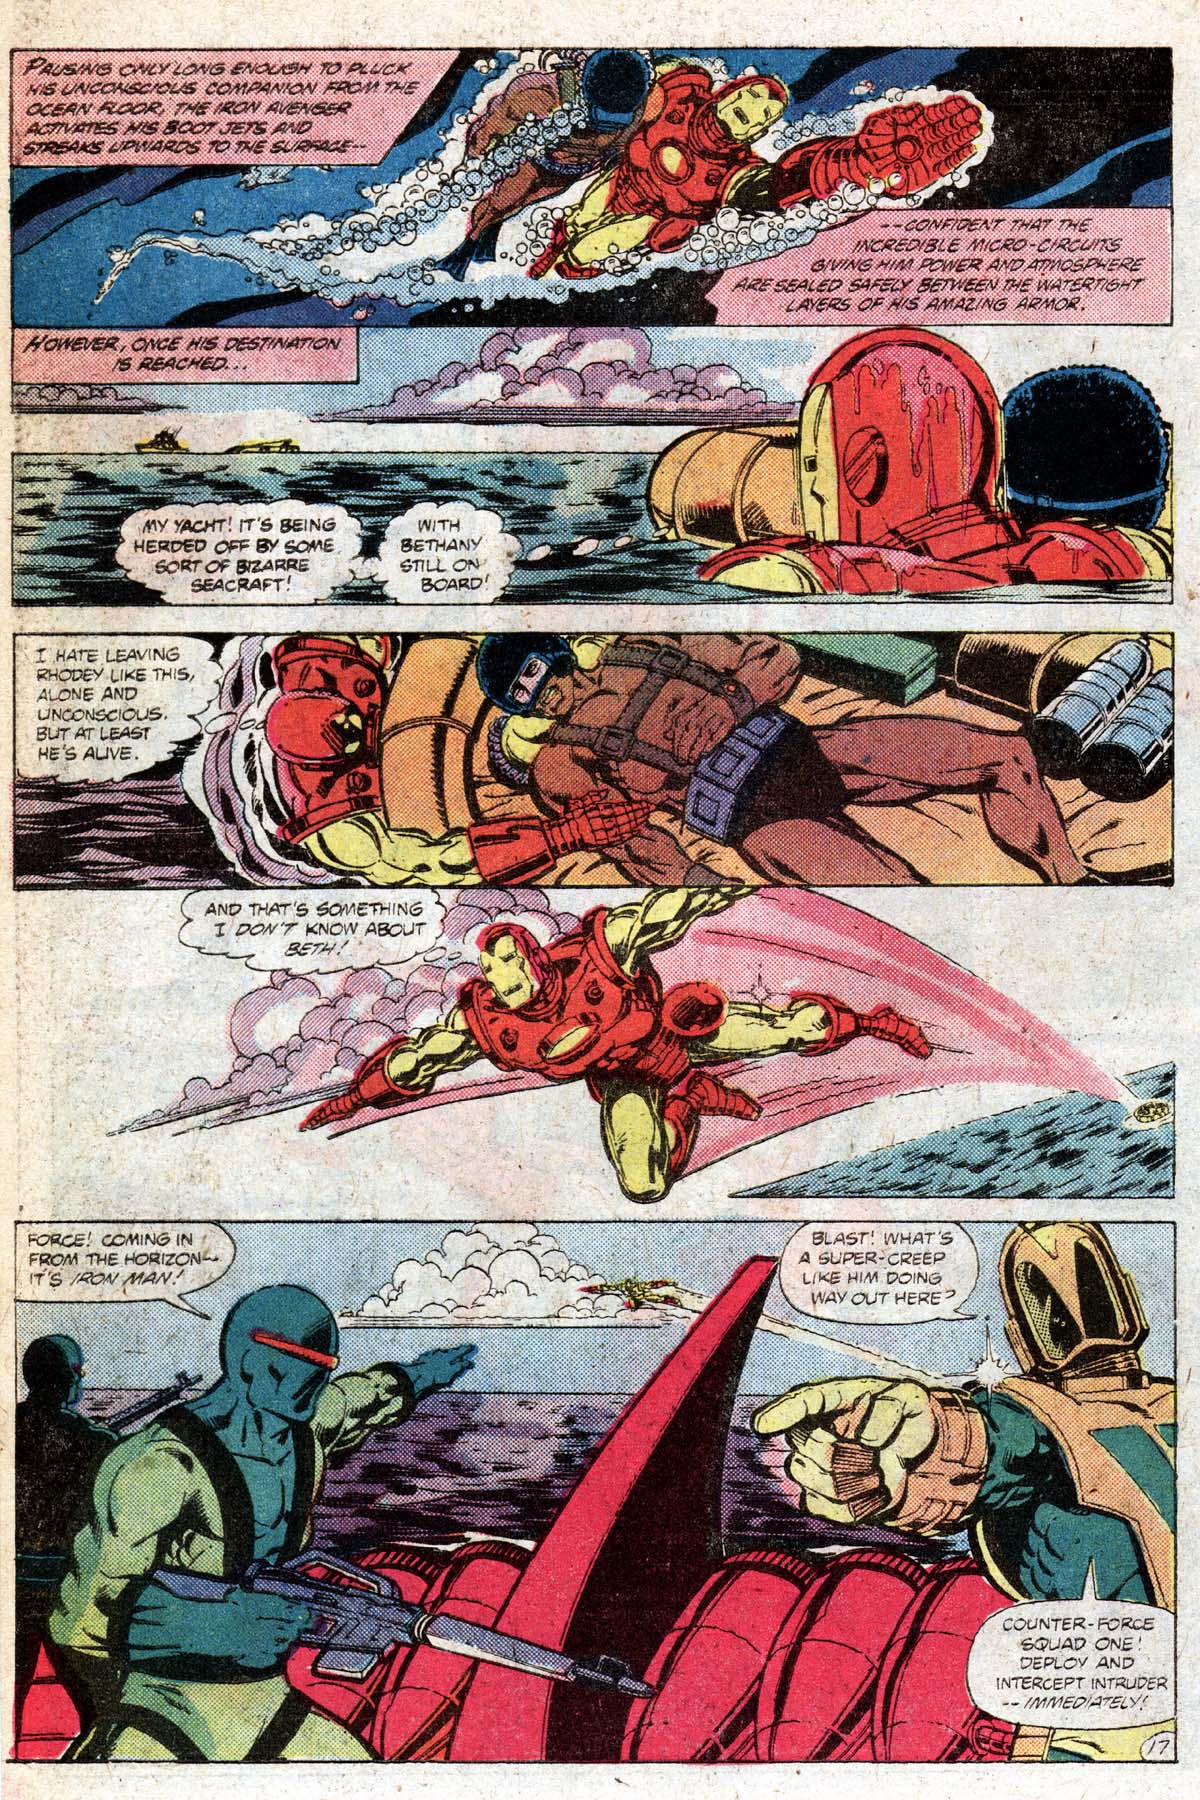 PAUSING ONLY LONG ENOUGH TO PLUCK
HIS UNCONSCIOUS COMPANION FROM THE
OCEAN FLOOR, THE IRON AVENGER
ACTIVATES HIS BOOT JETS AND
STREAKS UPWARDS TO THE SURFACE--
--CONFIDENT THAT THE
INCREDIBLE MICRO-CIRCUITS
GIVING HIM POWER AND ATMOSPHERE
ARE SEALED SAFELY BETWEEN THE WATERTIGHT
LAYERS OF HIS AMAZING ARMOR.
HOWEVER, ONCE HIS DESTINATION
IS REACHED...
MY YACHT! IT'S BEING
HERDED OFF BY SOME
SORT OF BIZARRE
SEACRAFT!
WITH
BETHANY
STILL ON
BOARD!
I HATE LEAVING
RHODEY LIKE THIS,
ALONE AND
UNCONSCIOUS.
BUT AT LEAST
HE'S ALIVE.
AND THAT'S SOMETHING
I DON'T KNOW ABOUT
BETH!
FORCE! COMING IN
FROM THE HORIZON--
IT'S IRON MAN!
BLAST! WHAT'S
A SUPER-CREEP
LIKE HIM DOING
WAY OUT HERE?
COUNTER-FORCE
SQUAD ONE!
DEPLOY AND
INTERCEPT INTRUDER
--IMMEDIATELY!
17